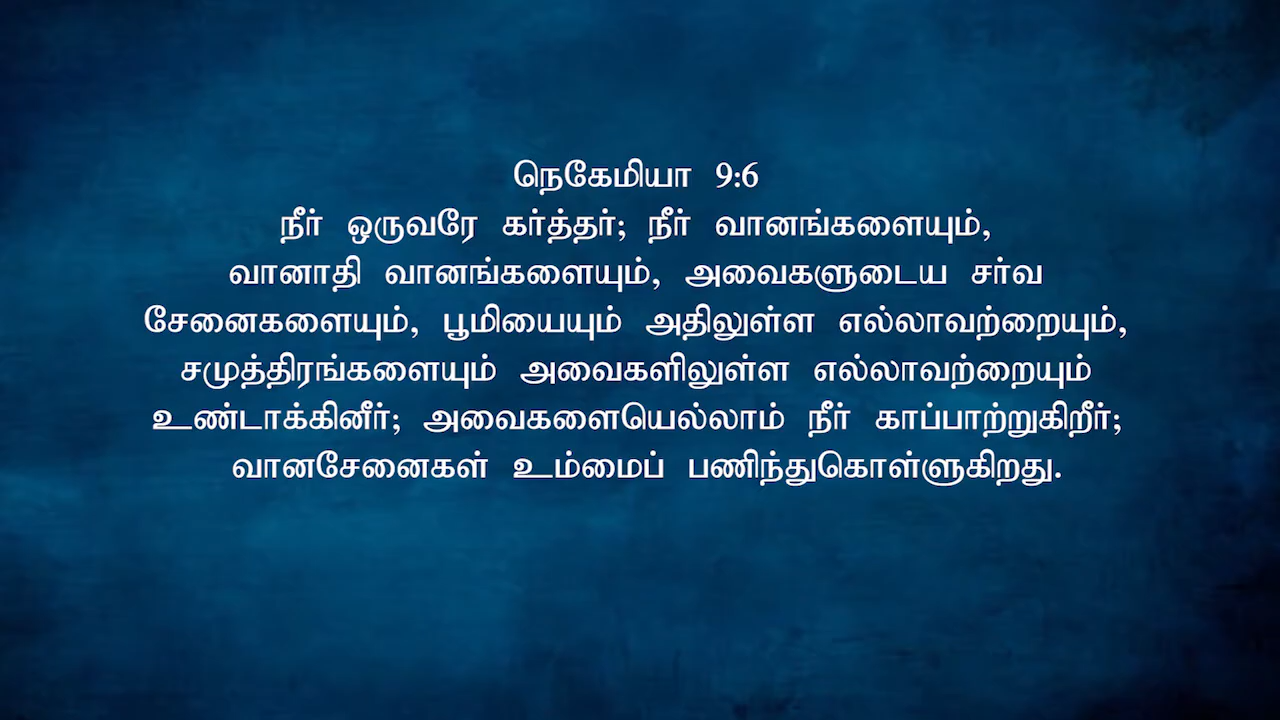 நெகேமியா 9:6
நீர் ஒருவரே கர்த்தர்; நீர் வானங்களையும்,
வானாதி வானங்களையும், அவைகளுடைய சர்வ
சேனைகளையும், பூமியையும் அதிலுள்ள எல்லாவற்றையும்,
சமுத்திரங்களையும் அவைகளிலுள்ள எல்லாவற்றையும்
உண்டாக்கினீர்; அவைகளையெல்லாம் நீர் காப்பாற்றுகிறீர்;
வானசேனைகள் உம்மைப் பணிந்துகொள்ளுகிறது.